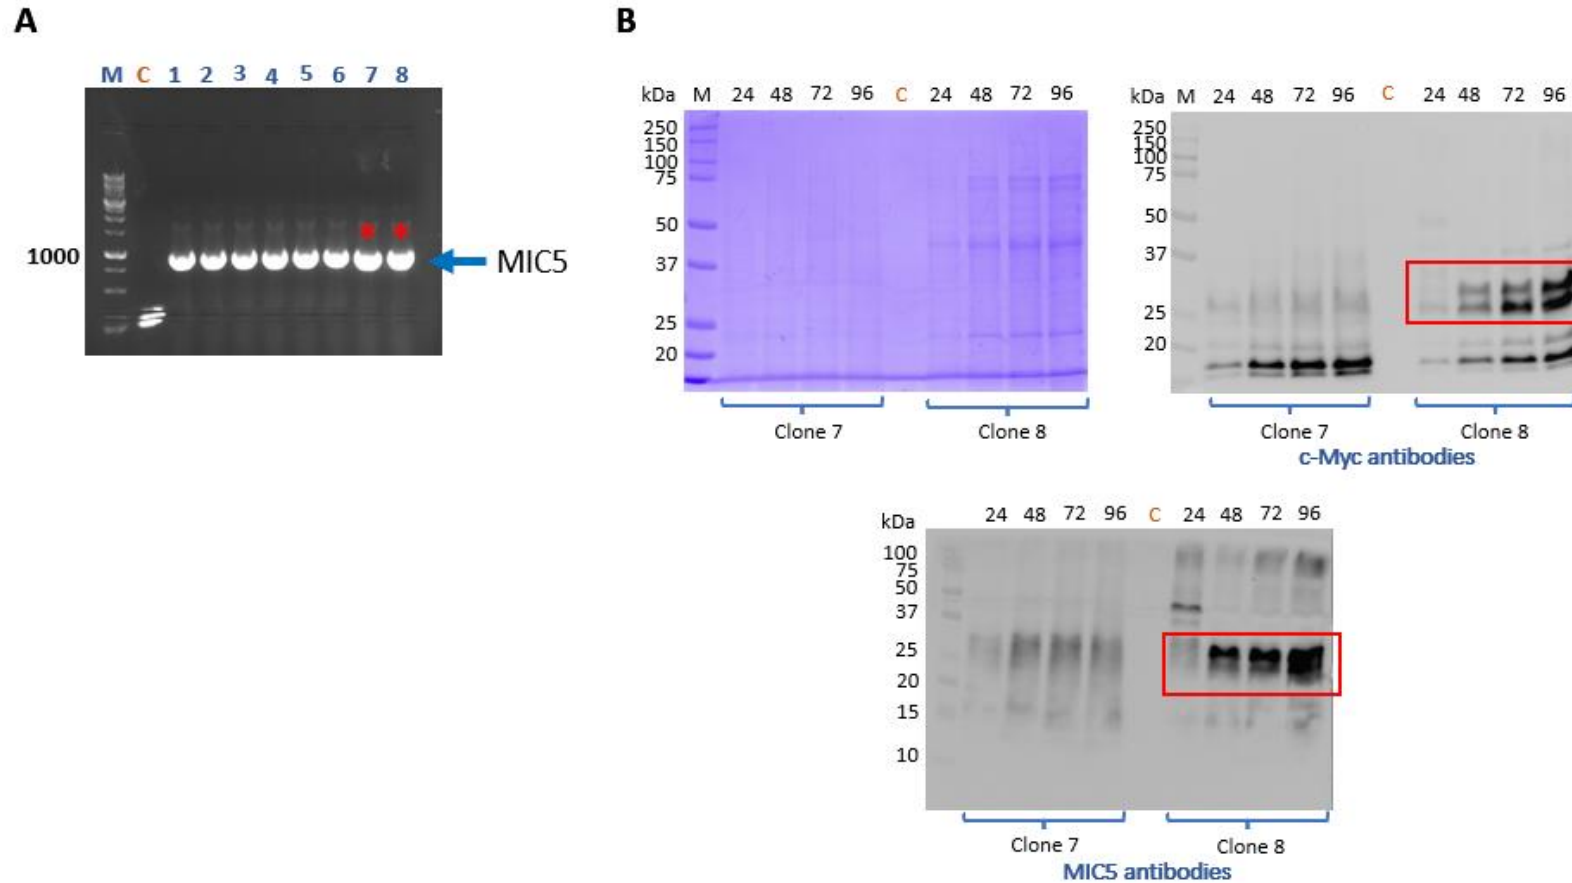 A
B
M C 1 2 3 4 5 6 7 8
1000
MIC5
kDa M 24 48 72 96 C 24 48 72 96
250
150
100
75
50
37
25
20
Clone 7 Clone 8
kDa M 24 48 72 96 C 24 48 72 96
250
150
100
75
50
37
25
20
Clone 7 Clone 8
c-Myc antibodies
kDa 24 48 72 96 C 24 48 72 96
100
75
50
37
25
20
15
10
Clone 7 Clone 8
MIC5 antibodies